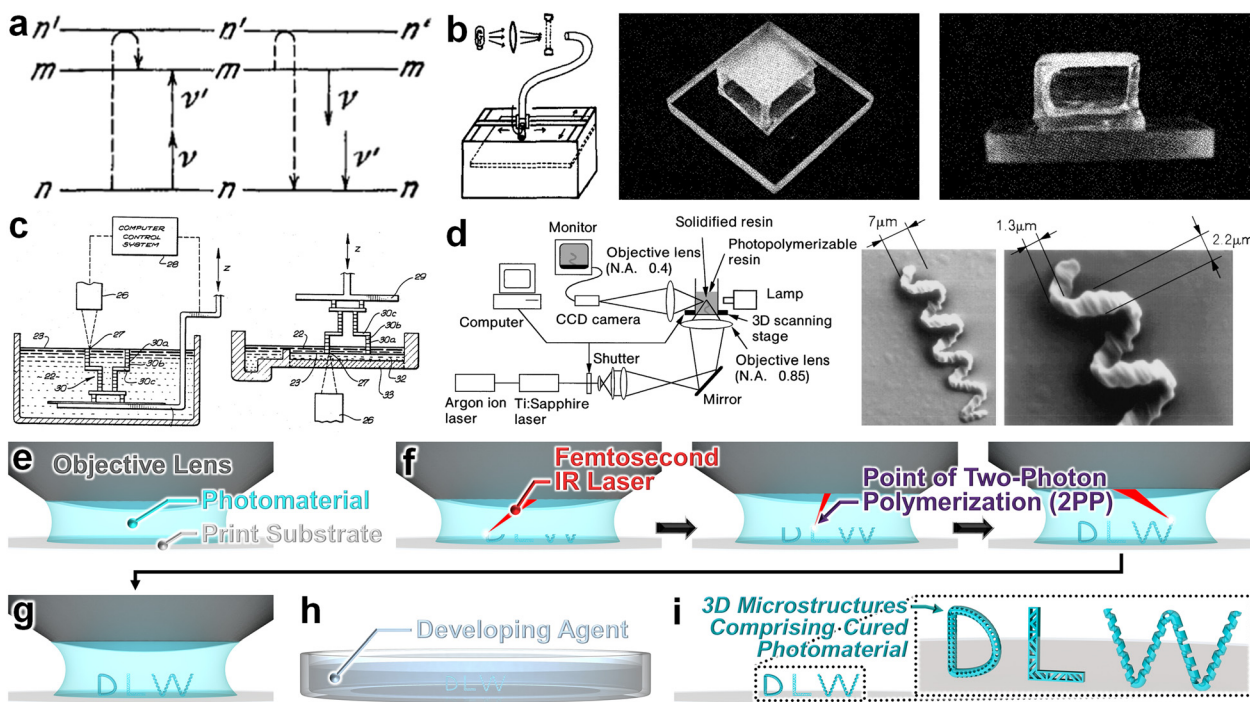 a
n'
n'
n'
m
m
m
ν'
ν
ν
ν'
n
n
n
b
c
COMPUTER
CONTROL
SYSTEM
28
z
26
23
27
30a
30b
22
30
30c
z
29
30c
30b
22
30a
23
27
32
33
26
d
Monitor
Solidified resin
Photopolymerizable
resin
Objective lens
(N.A. 0.4)
Lamp
Computer
CCD camera
3D scanning
stage
Shutter
Objective lens
(N.A. 0.85)
Mirror
Argon ion
laser
Ti:Sapphire
laser
7μm
1.3μm
2.2μm
e
Objective Lens
Photomaterial
Print Substrate
f
Femtosecond
IR Laser
Point of Two-Photon
Polymerization (2PP)
DLW
DLW
DLW
g
DLW
h
Developing Agent
DLW
i
3D Microstructures
Comprising Cured
Photomaterial
DLW
DLW